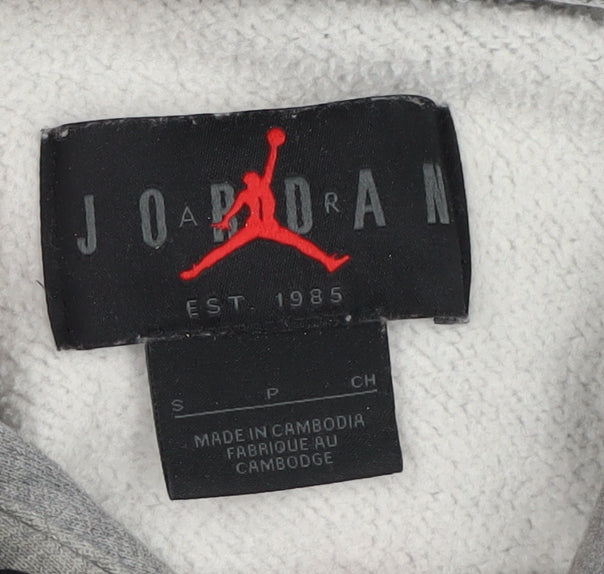 JORDAN
AIR
EST. 1985
S P CH
MADE IN CAMBODIA
FABRIQUE AU
CAMBODGE